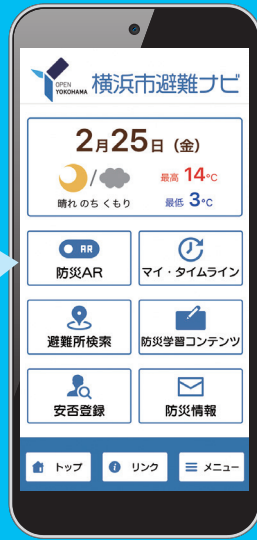 OPEN
YOKOHAMA
横浜市避難ナビ
2月25日（金）
晴れ のち くもり
最高 14℃
最低 3℃
AR
防災AR
マイ・タイムライン
避難所検索
防災学習コンテンツ
安否登録
防災情報
トップ
リンク
メニュー